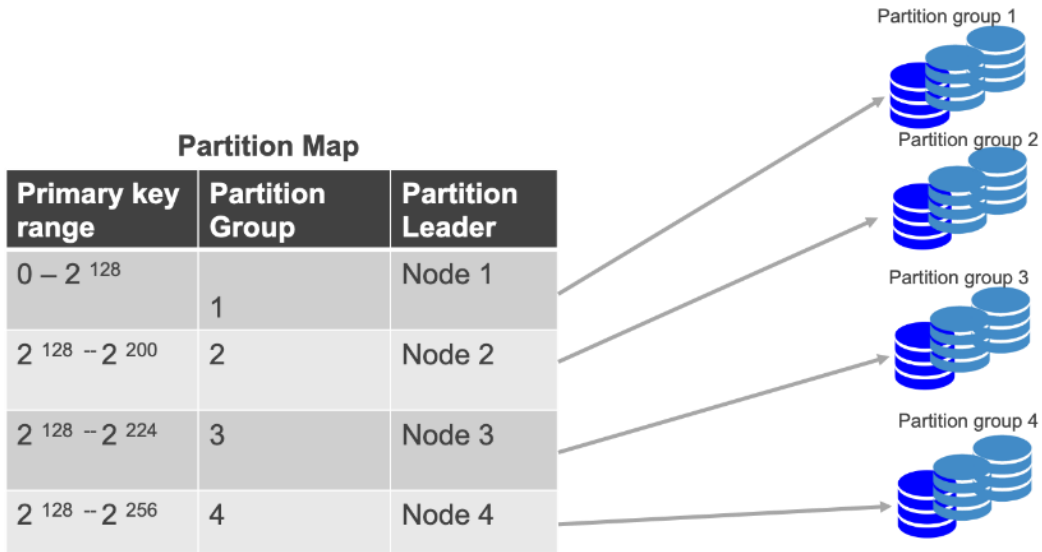 Partition group 1
Partition group 2
Partition Map
Primary key range
Partition Group
Partition Leader
0 – 2 128
1
Node 1
2 128 -- 2 200
2
Node 2
2 128 -- 2 224
3
Node 3
2 128 -- 2 256
4
Node 4
Partition group 3
Partition group 4